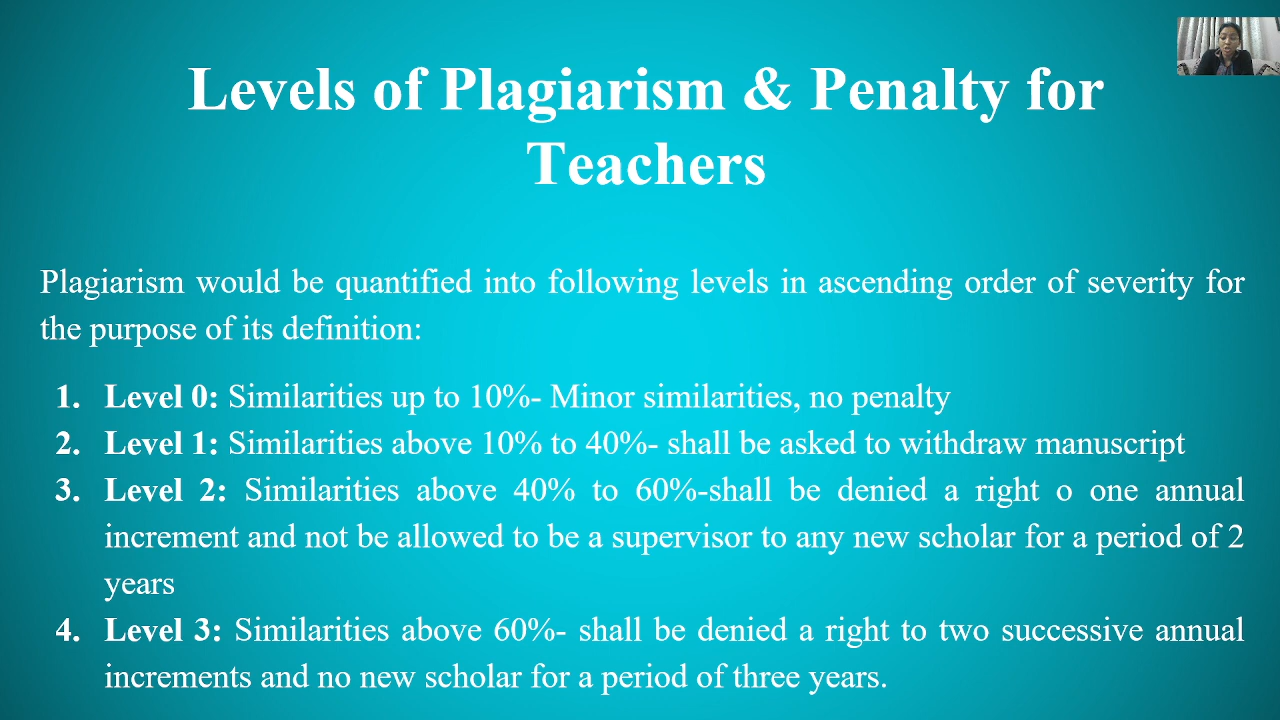 Levels of Plagiarism & Penalty for
Teachers
Plagiarism would be quantified into following levels in ascending order of severity for
the purpose of its definition:
1. Level 0: Similarities up to 10%- Minor similarities, no penalty
2. Level 1: Similarities above 10% to 40%- shall be asked to withdraw manuscript
3. Level 2: Similarities above 40% to 60%-shall be denied a right o one annual
increment and not be allowed to be a supervisor to any new scholar for a period of 2
years
4. Level 3: Similarities above 60%- shall be denied a right to two successive annual
increments and no new scholar for a period of three years.